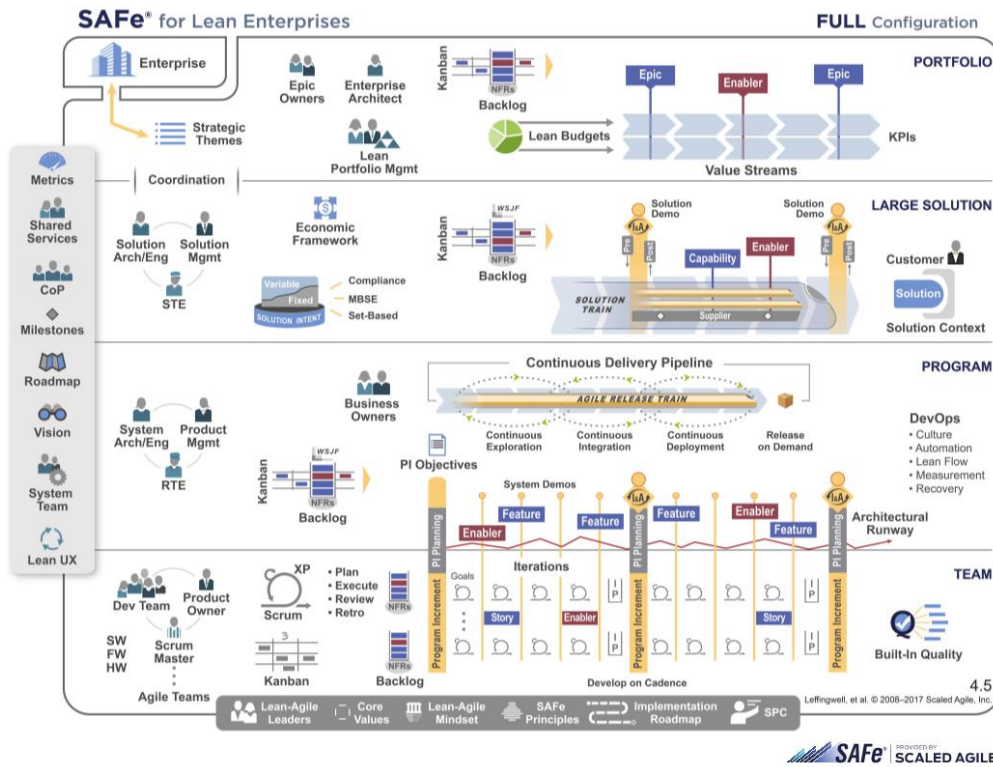 SAFe® for Lean Enterprises
FULL Configuration
Enterprise
Strategic
Themes
Epic
Owners
Enterprise
Architect
Lean
Portfolio Mgmt
Kanban
NFRs
Backlog
Lean Budgets
Epic
Enabler
Epic
Value Streams
KPIs
PORTFOLIO
Metrics
Shared
Services
CoP
Milestones
Roadmap
Vision
System
Team
Lean UX
Coordination
Solution
Arch/Eng
Solution
Mgmt
STE
Economic
Framework
Variable
Fixed
SOLUTION INTENT
Compliance
MBSE
Set-Based
Kanban
WSJF
NFRs
Backlog
Solution
Demo
I&A
Pre
Post
Capability
Enabler
Solution
Demo
I&A
Pre
Post
SOLUTION
TRAIN
Supplier
LARGE SOLUTION
Customer
Solution
Solution Context
System
Arch/Eng
Product
Mgmt
RTE
Business
Owners
Kanban
WSJF
NFRs
Backlog
Continuous Delivery Pipeline
AGILE RELEASE TRAIN
Continuous
Exploration
Continuous
Integration
Continuous
Deployment
Release
on Demand
PROGRAM
DevOps
• Culture
• Automation
• Lean Flow
• Measurement
• Recovery
PI Objectives
System Demos
I&A
I&A
PI Planning
Enabler
Feature
Feature
PI Planning
Feature
Enabler
Feature
PI Planning
Architectural
Runway
Dev Team
Product
Owner
Scrum
Master
SW
FW
HW
Agile Teams
XP
Scrum
3
Kanban
• Plan
• Execute
• Review
• Retro
NFRs
NFRs
Backlog
Program Increment
Goals
Iterations
Story
Enabler
I
P
I
P
Program Increment
Story
I
P
I
P
Program Increment
Develop on Cadence
TEAM
Built-In Quality
4.5
Leffingwell, et al. © 2008–2017 Scaled Agile, Inc.
Lean-Agile
Leaders
Core
Values
Lean-Agile
Mindset
SAFe
Principles
Implementation
Roadmap
SPC
SAFe®
PROVIDED BY
SCALED AGILE